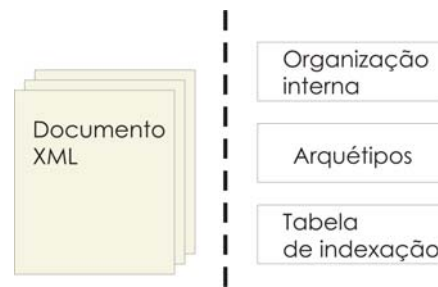 Documento
XML
Organização
interna
Arquétipos
Tabela
de indexação